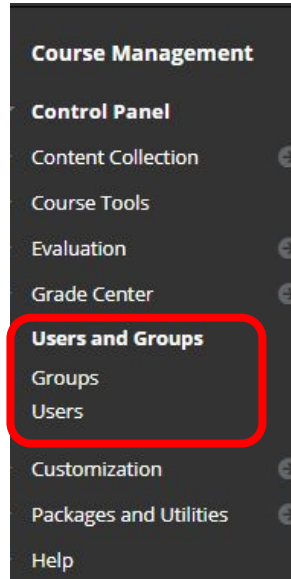 Course Management
Control Panel
Content Collection
Course Tools
Evaluation
Grade Center
Users and Groups
Groups
Users
Customization
Packages and Utilities
Help